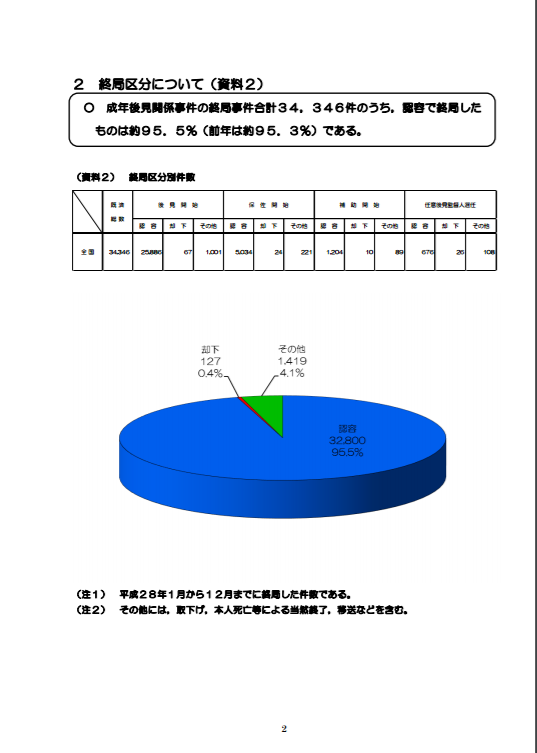 ２　終局区分について（資料２）
○　成年後見関係事件の終局事件合計３４，３４６件のうち，認容で終局した
ものは約９５．５％（前年は約９５．３％）である。
（資料２）　終局区分別件数
既済 総数 後見開始 保佐開始 補助開始 任意後見監督人選任
認容 却下 その他 認容 却下 その他 認容 却下 その他 認容 却下 その他
全国 34,346 25,886 67 1,001 5,034 24 221 1,204 10 89 676 26 108
却下 その他
127 1,419
0.4% 4.1%
認容
32,800
95.5%
（注１）　平成２８年１月から１２月までに終局した件数である。
（注２）　その他には，取下げ，本人死亡等による当然終了，移送などを含む。
2